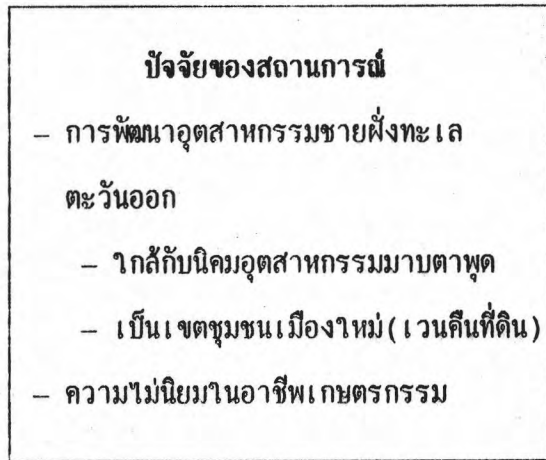 ปัจจัยของสถานการณ์
– การพัฒนาอุตสาหกรรมชายฝั่งทะเล
ตะวันออก
– ใกล้กับนิคมอุตสาหกรรมมาบตาพุด
– เป็นเขตชุมชนเมืองใหม่(เวนคืนที่ดิน)
– ความไม่นิยมในอาชีพเกษตรกรรม